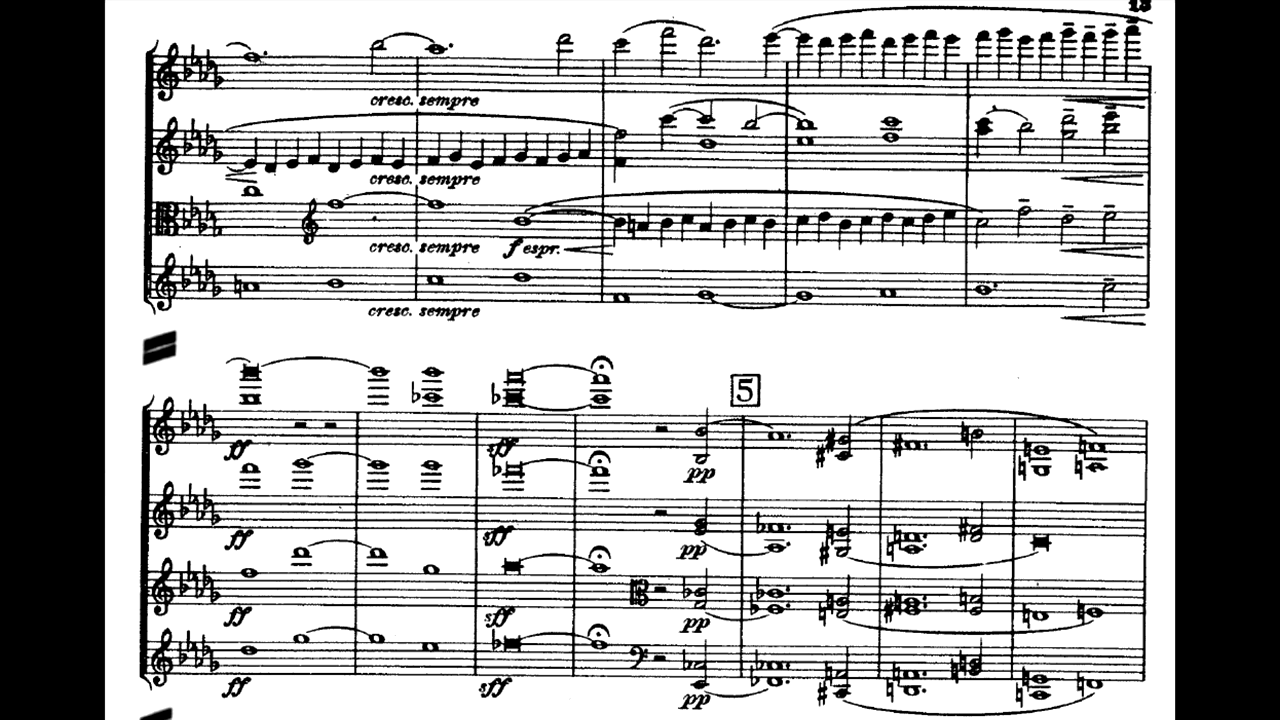 13
cresc. sempre
cresc. sempre
cresc. sempre f espr.
cresc. sempre
5
ff sff pp
ff sff pp
ff sff pp
ff sff pp